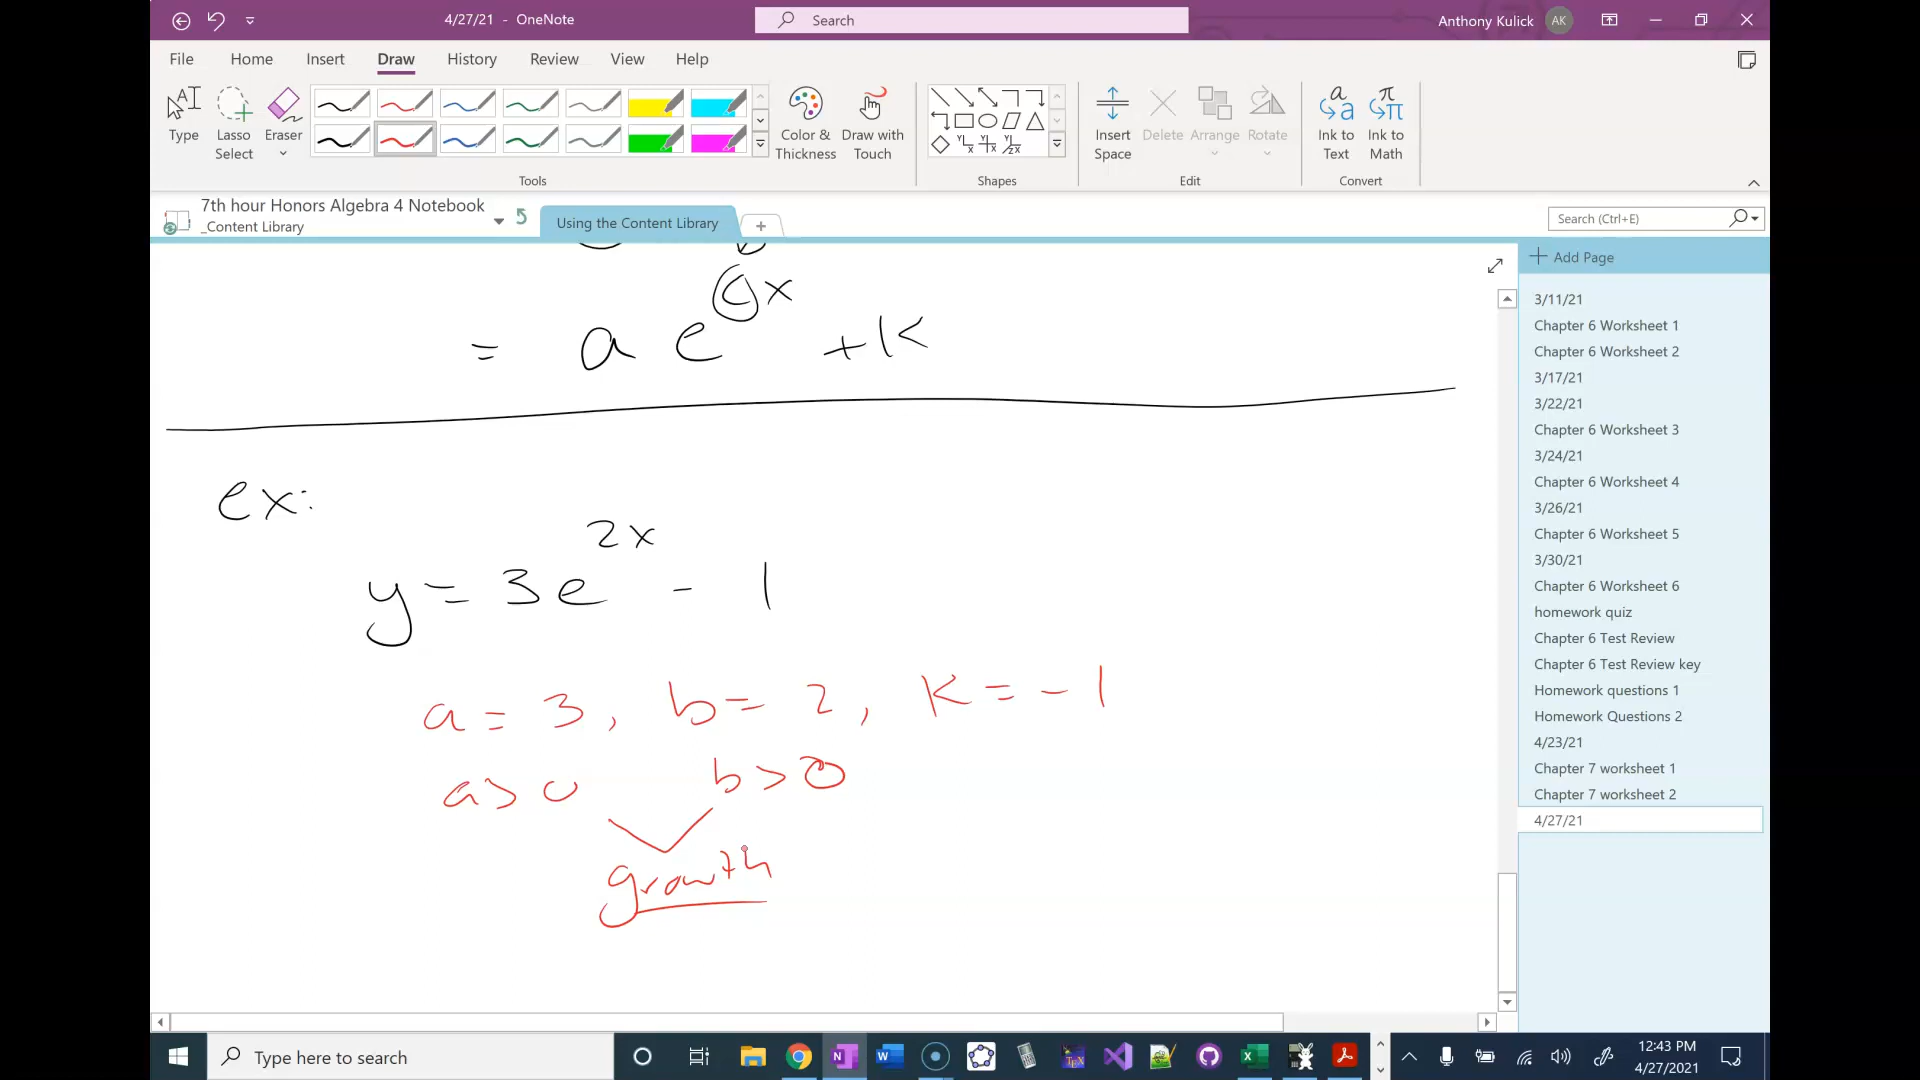 4/27/21 - OneNote
Search
Anthony Kulick
AK
File Home Insert Draw History Review View Help
Type
Lasso Select
Eraser
Color & Thickness
Draw with Touch
Insert Space
Delete
Arrange
Rotate
Ink to Text
Ink to Math
Tools
Shapes
Edit
Convert
7th hour Honors Algebra 4 Notebook
_Content Library
Using the Content Library
Search (Ctrl+E)
Add Page
3/11/21
Chapter 6 Worksheet 1
Chapter 6 Worksheet 2
3/17/21
3/22/21
Chapter 6 Worksheet 3
3/24/21
Chapter 6 Worksheet 4
3/26/21
Chapter 6 Worksheet 5
3/30/21
Chapter 6 Worksheet 6
homework quiz
Chapter 6 Test Review
Chapter 6 Test Review key
Homework questions 1
Homework Questions 2
4/23/21
Chapter 7 worksheet 1
Chapter 7 worksheet 2
4/27/21
= a e^(cx) + k
ex:
y = 3e^(2x) - 1
a = 3, b = 2, k = -1
a > 0 b > 0
growth
Type here to search
12:43 PM
4/27/2021